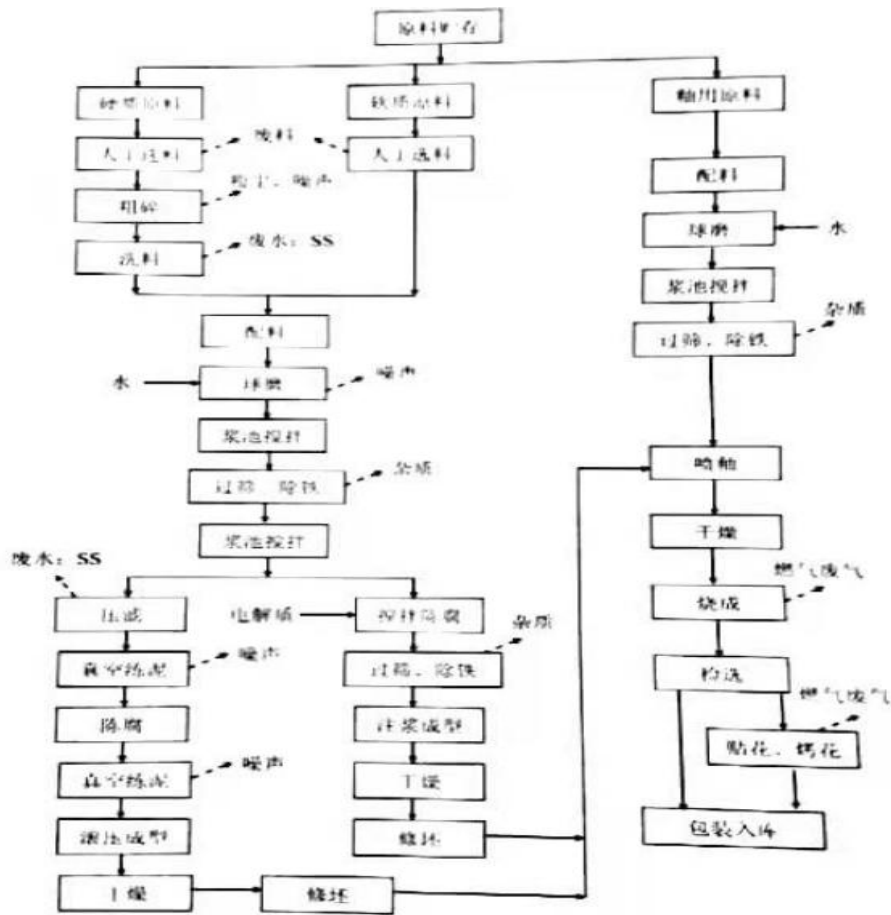 原料贮存
硬质原料
软质原料
釉用原料
人工选料
废料
人工选料
配料
粗碎
粉尘、噪声
球磨
水
洗料
废水：SS
浆池搅拌
杂质
配料
过筛、除铁
水
球磨
噪声
浆池搅拌
喷釉
过筛、除铁
杂质
干燥
浆池搅拌
废水：SS
燃气废气
烧成
压滤
电解质
搅拌陈腐
杂质
检选
真空练泥
噪声
过筛、除铁
燃气废气
陈腐
注浆成型
贴花、烤花
真空练泥
噪声
干燥
滚压成型
修坯
包装入库
干燥
修坯